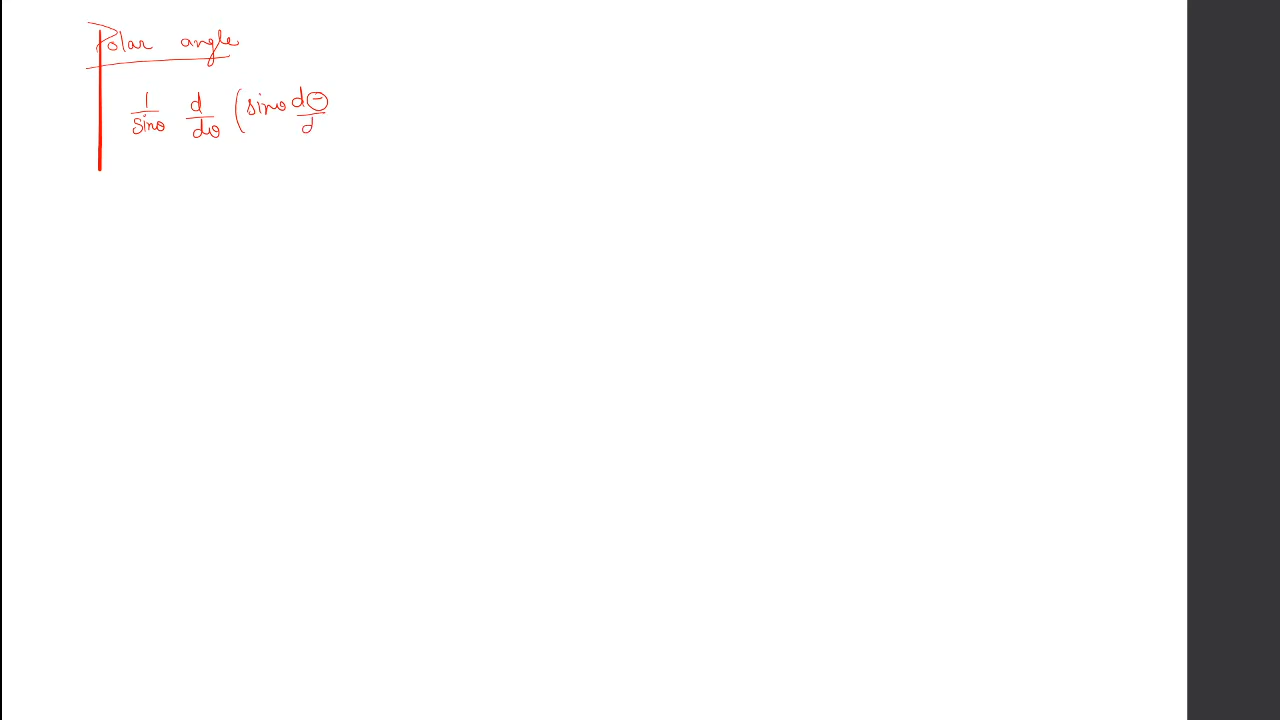 Polar angle
1/sinθ d/dθ (sinθ dΘ/d